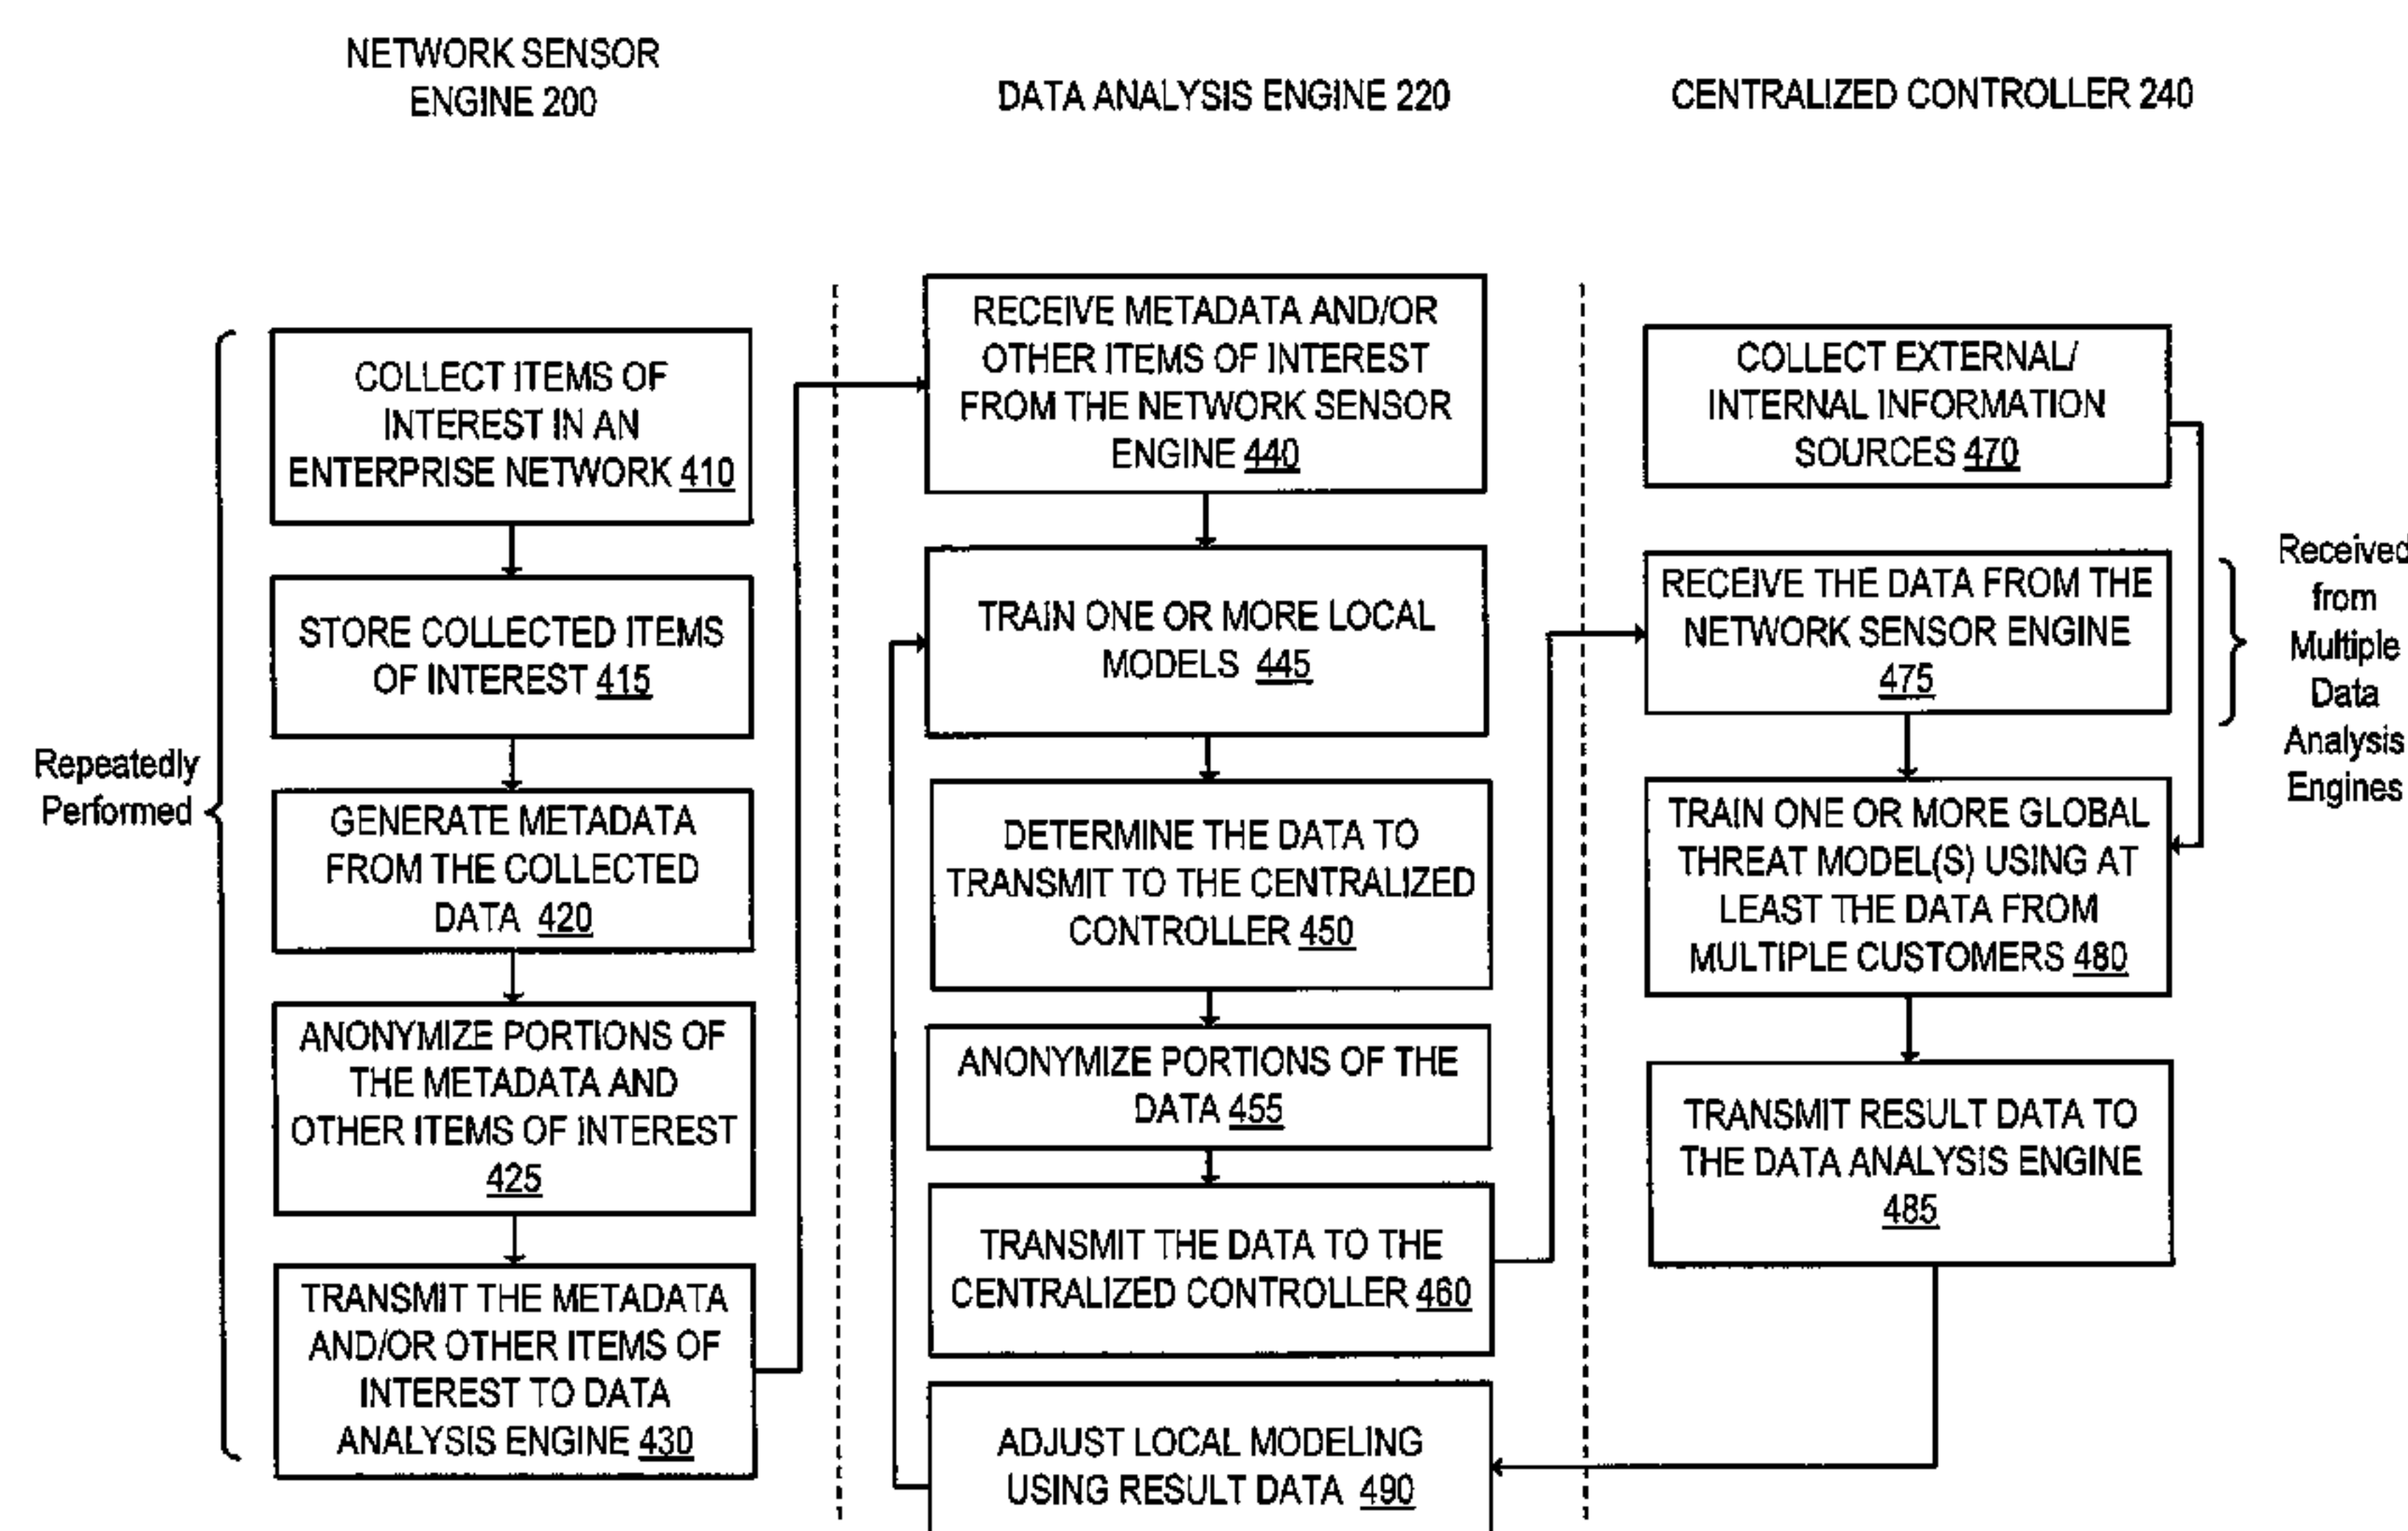 NETWORK SENSOR
ENGINE 200
DATA ANALYSIS ENGINE 220
CENTRALIZED CONTROLLER 240
Repeatedly
Performed
COLLECT ITEMS OF
INTEREST IN AN
ENTERPRISE NETWORK 410
STORE COLLECTED ITEMS
OF INTEREST 415
GENERATE METADATA
FROM THE COLLECTED
DATA 420
ANONYMIZE PORTIONS OF
THE METADATA AND
OTHER ITEMS OF INTEREST
425
TRANSMIT THE METADATA
AND/OR OTHER ITEMS OF
INTEREST TO DATA
ANALYSIS ENGINE 430
RECEIVE METADATA AND/OR
OTHER ITEMS OF INTEREST
FROM THE NETWORK SENSOR
ENGINE 440
TRAIN ONE OR MORE LOCAL
MODELS 445
DETERMINE THE DATA TO
TRANSMIT TO THE CENTRALIZED
CONTROLLER 450
ANONYMIZE PORTIONS OF THE
DATA 455
TRANSMIT THE DATA TO THE
CENTRALIZED CONTROLLER 460
ADJUST LOCAL MODELING
USING RESULT DATA 490
COLLECT EXTERNAL/
INTERNAL INFORMATION
SOURCES 470
RECEIVE THE DATA FROM THE
NETWORK SENSOR ENGINE
475
TRAIN ONE OR MORE GLOBAL
THREAT MODEL(S) USING AT
LEAST THE DATA FROM
MULTIPLE CUSTOMERS 480
TRANSMIT RESULT DATA TO
THE DATA ANALYSIS ENGINE
485
Received
from
Multiple
Data
Analysis
Engines